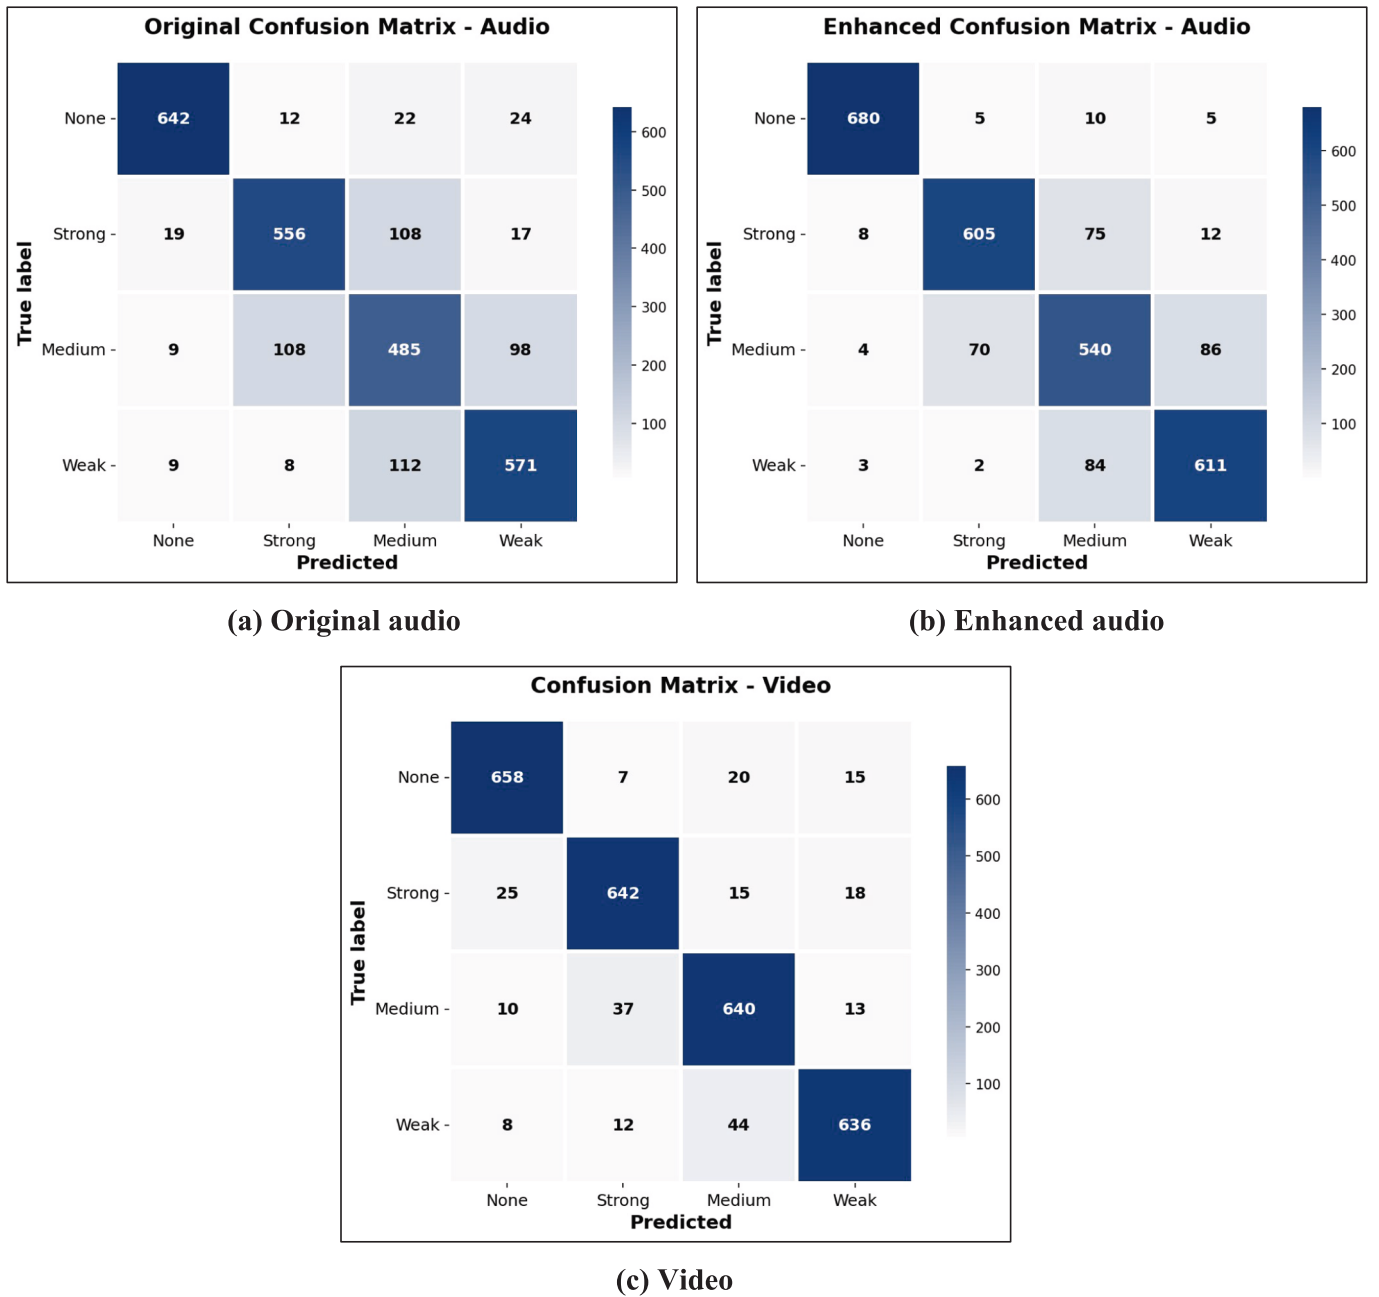 Original Confusion Matrix - Audio
None 642 12 22 24
Strong 19 556 108 17
Medium 9 108 485 98
Weak 9 8 112 571
None Strong Medium Weak
Predicted
True label
600
500
400
300
200
100
(a) Original audio
Enhanced Confusion Matrix - Audio
None 680 5 10 5
Strong 8 605 75 12
Medium 4 70 540 86
Weak 3 2 84 611
None Strong Medium Weak
Predicted
True label
600
500
400
300
200
100
(b) Enhanced audio
Confusion Matrix - Video
None 658 7 20 15
Strong 25 642 15 18
Medium 10 37 640 13
Weak 8 12 44 636
None Strong Medium Weak
Predicted
True label
600
500
400
300
200
100
(c) Video